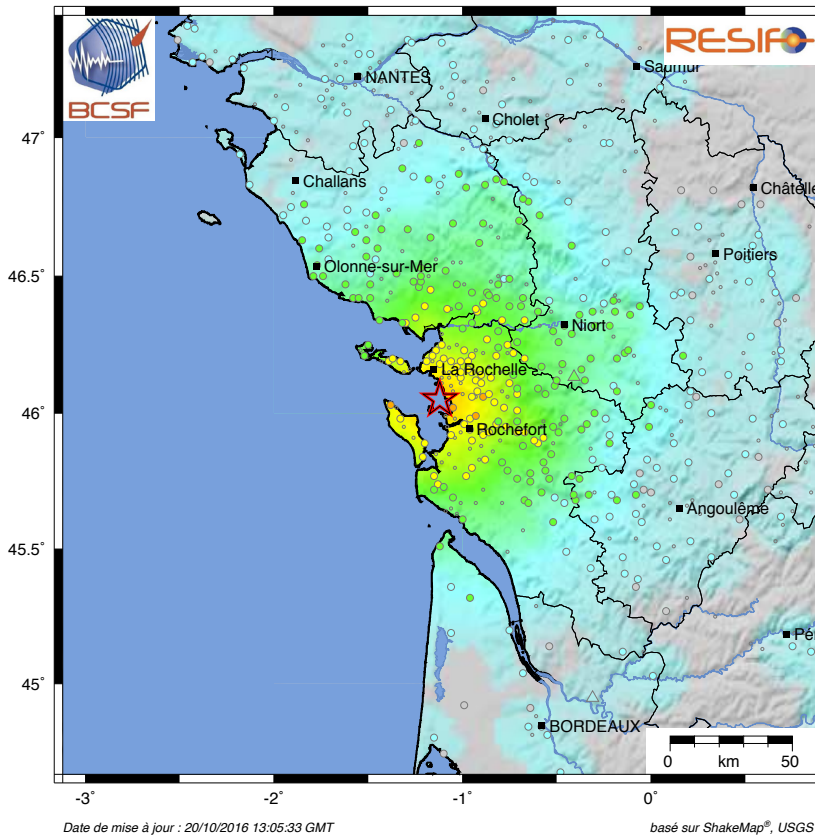 BCSF
RESIF
NANTES
Saumur
Cholet
47°
Challans
Châtelle
46.5°
Olonne-sur-Mer
Poitiers
Niort
La Rochelle
46°
Rochefort
Angoulême
45.5°
Pé
45°
BORDEAUX
0 km 50
-3° -2° -1° 0°
Date de mise à jour : 20/10/2016 13:05:33 GMT
basé sur ShakeMap®, USGS